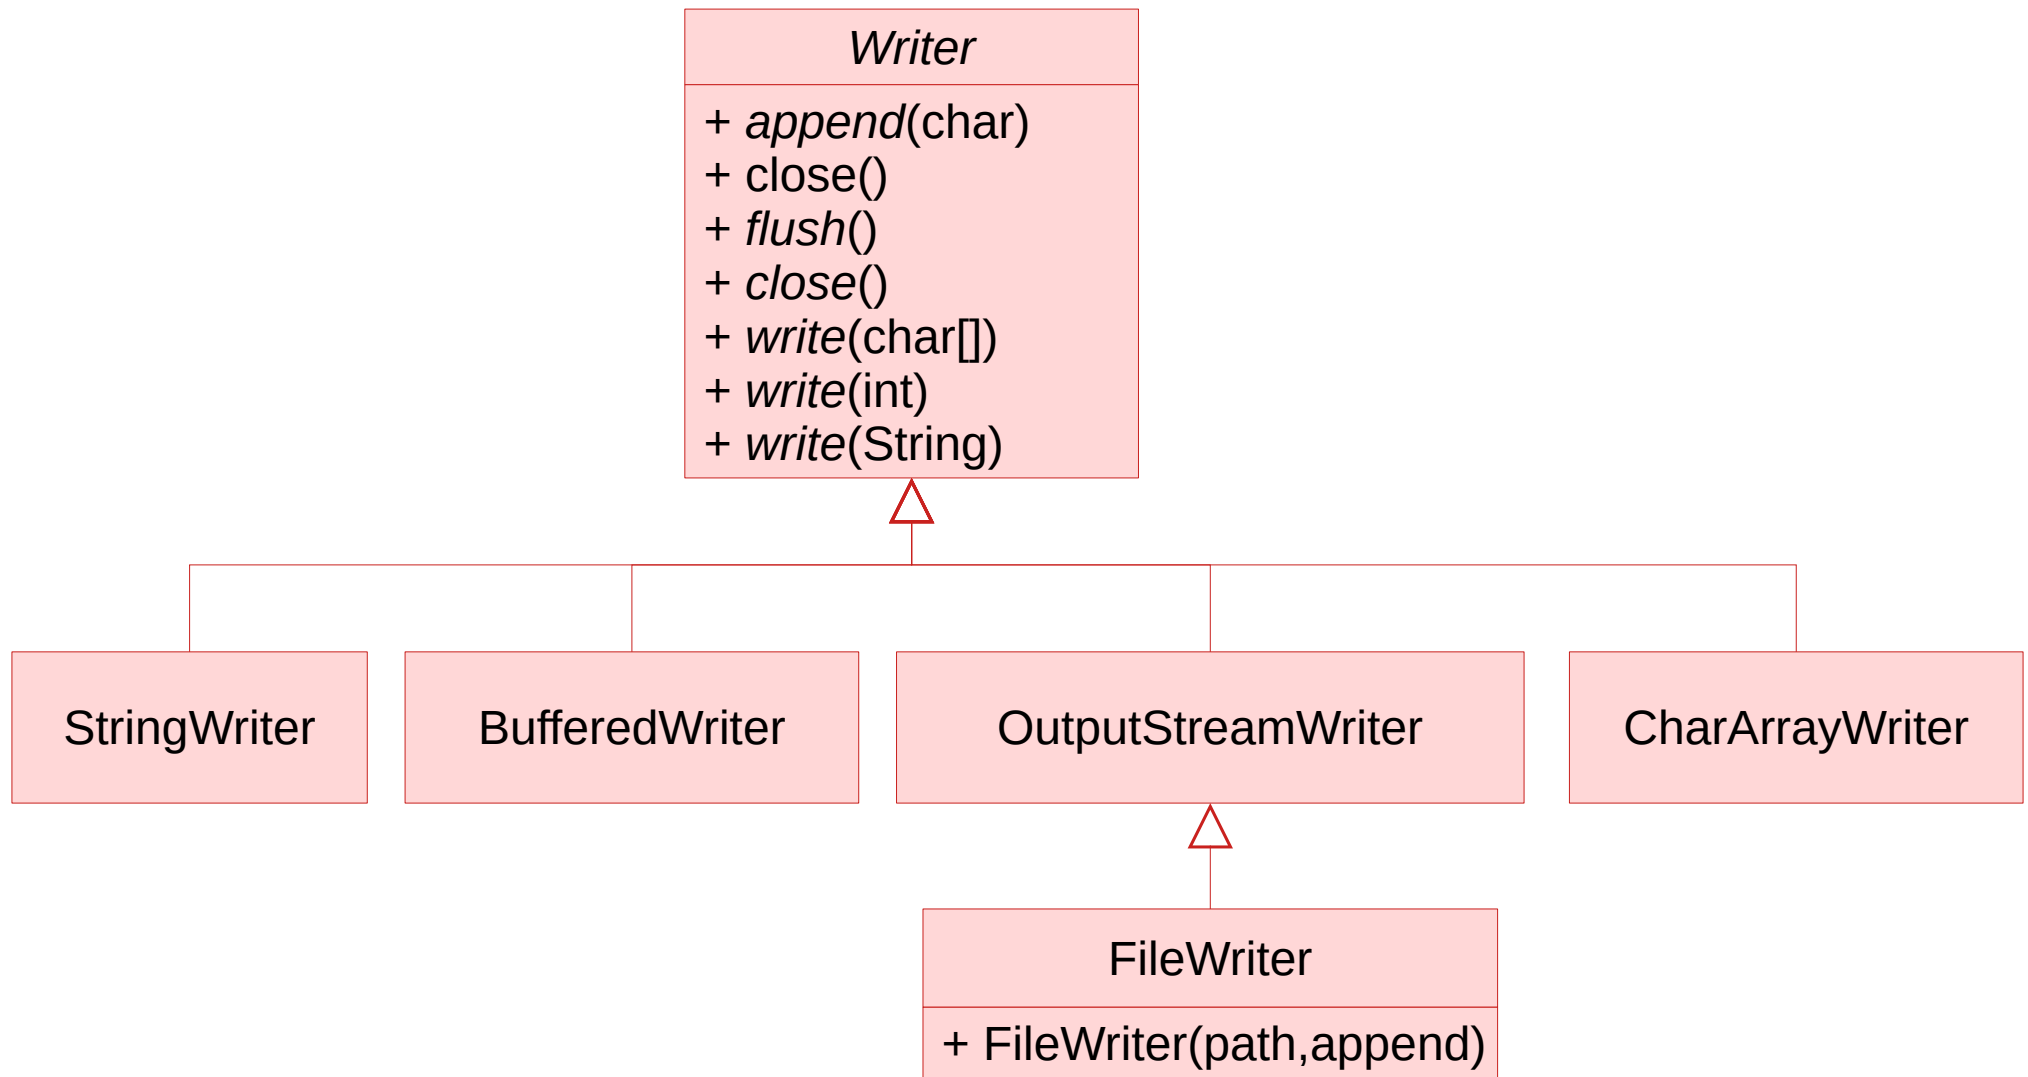 Writer
+ append(char)
+ close()
+ flush()
+ close()
+ write(char[])
+ write(int)
+ write(String)
StringWriter
BufferedWriter
OutputStreamWriter
CharArrayWriter
FileWriter
+ FileWriter(path,append)